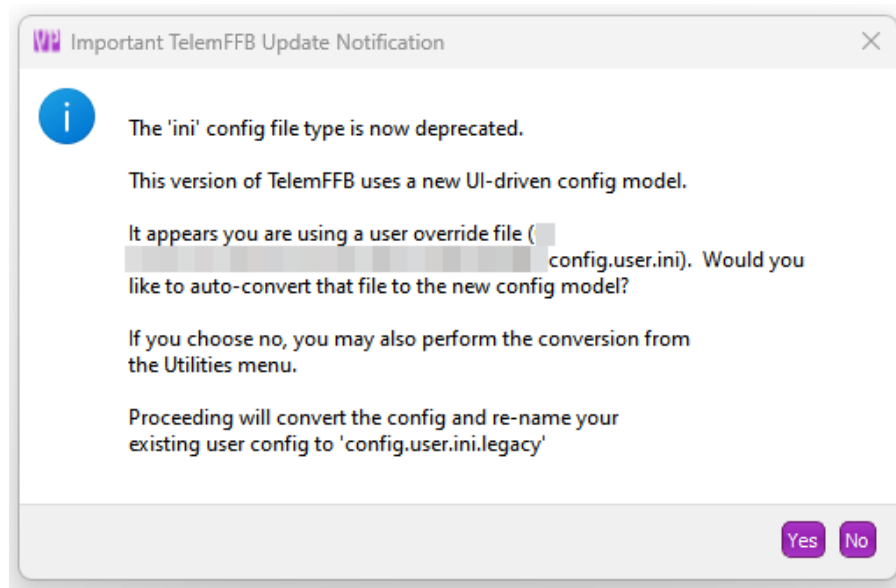 VP Important TelemFFB Update Notification
The 'ini' config file type is now deprecated.
This version of TelemFFB uses a new UI-driven config model.
It appears you are using a user override file (
config.user.ini). Would you
like to auto-convert that file to the new config model?
If you choose no, you may also perform the conversion from
the Utilities menu.
Proceeding will convert the config and re-name your
existing user config to 'config.user.ini.legacy'
Yes No